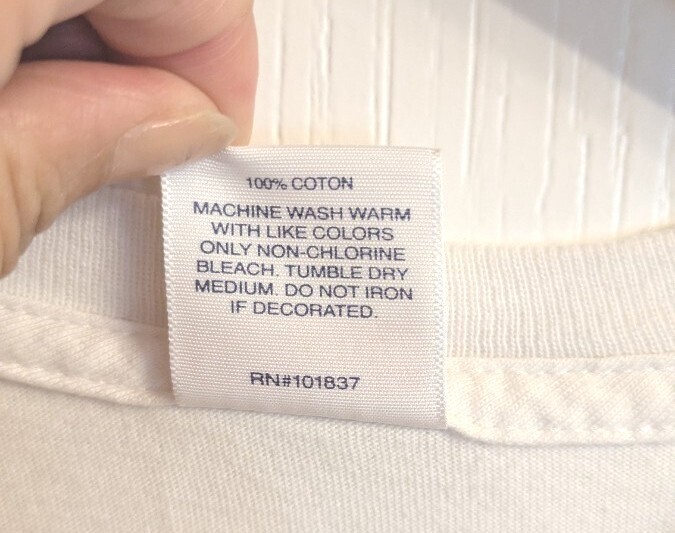 100% COTON
MACHINE WASH WARM
WITH LIKE COLORS
ONLY NON-CHLORINE
BLEACH. TUMBLE DRY
MEDIUM. DO NOT IRON
IF DECORATED.
RN#101837